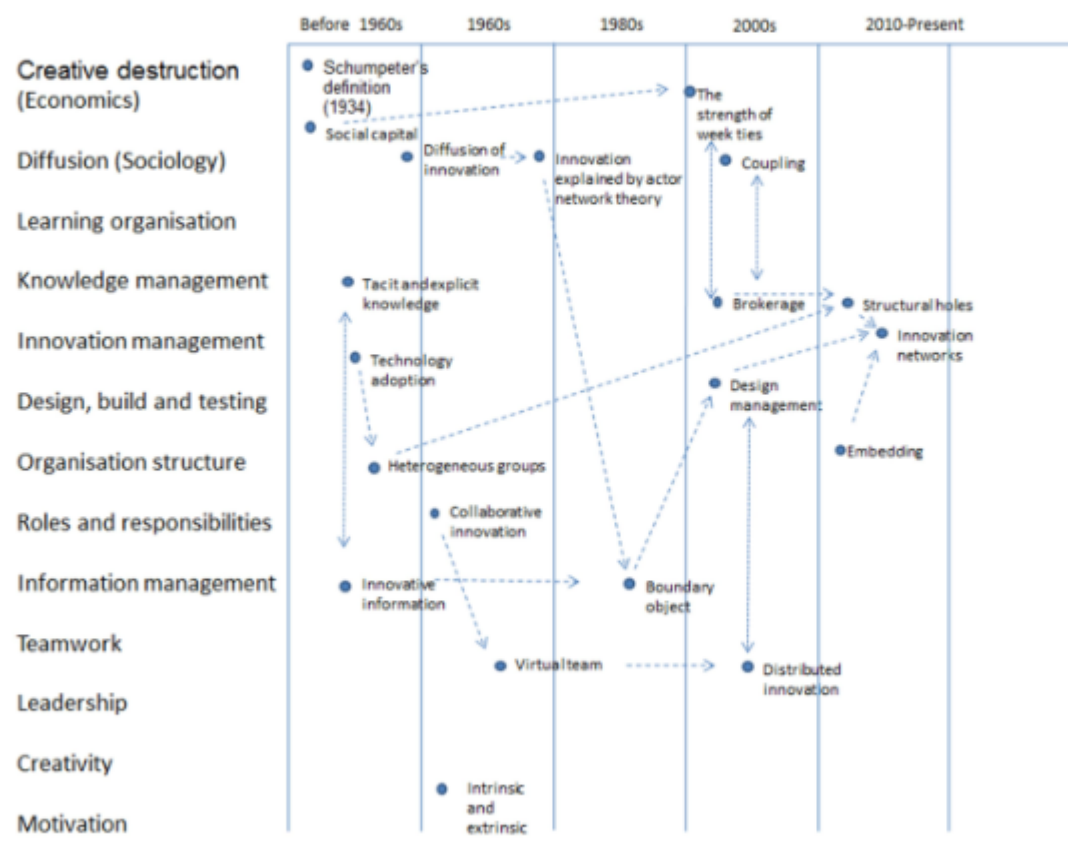 Before 1960s
1960s
1980s
2000s
2010-Present
Creative destruction
(Economics)
Diffusion (Sociology)
Learning organisation
Knowledge management
Innovation management
Design, build and testing
Organisation structure
Roles and responsibilities
Information management
Teamwork
Leadership
Creativity
Motivation
Schumpeter's
definition
(1934)
Social capital
The
strength of
week ties
Diffusion of
innovation
Innovation
explained by actor
network theory
Coupling
Tacit and explicit
knowledge
Brokerage
Structural holes
Innovation
networks
Technology
adoption
Design
management
Embedding
Heterogeneous groups
Collaborative
innovation
Innovative
information
Boundary
object
Virtual team
Distributed
innovation
Intrinsic
and
extrinsic